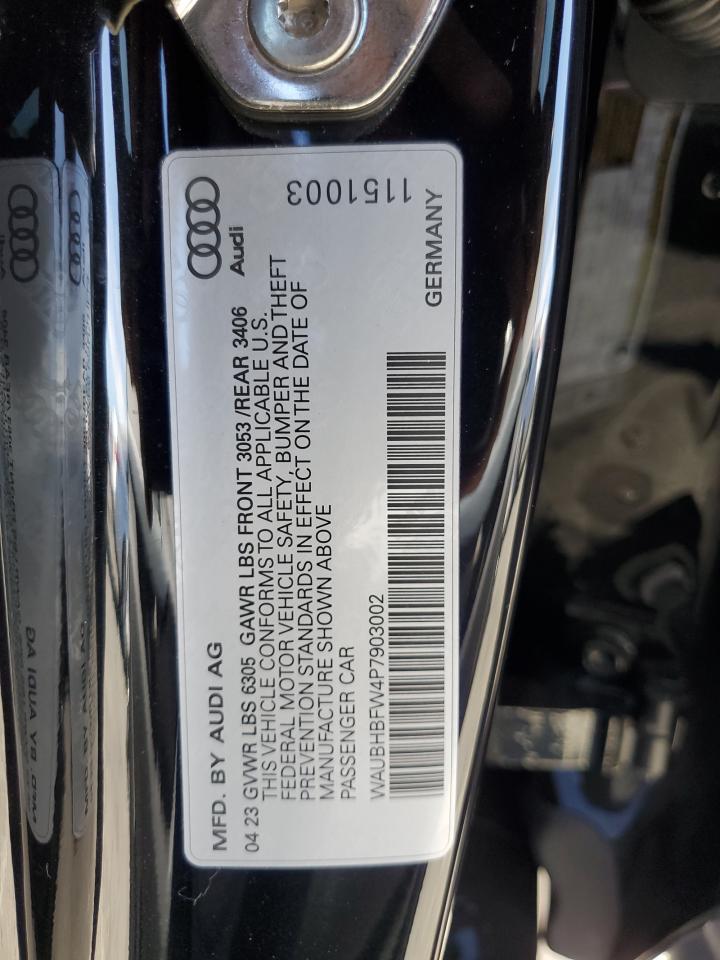 MFD. BY AUDI AG
Audi
04 23 GVWR LBS 6305 GAWR LBS FRONT 3053 /REAR 3406
THIS VEHICLE CONFORMS TO ALL APPLICABLE U.S.
FEDERAL MOTOR VEHICLE SAFETY, BUMPER AND THEFT
PREVENTION STANDARDS IN EFFECT ON THE DATE OF
MANUFACTURE SHOWN ABOVE
PASSENGER CAR
1151003
WAUBHBFW4P7903002
GERMANY